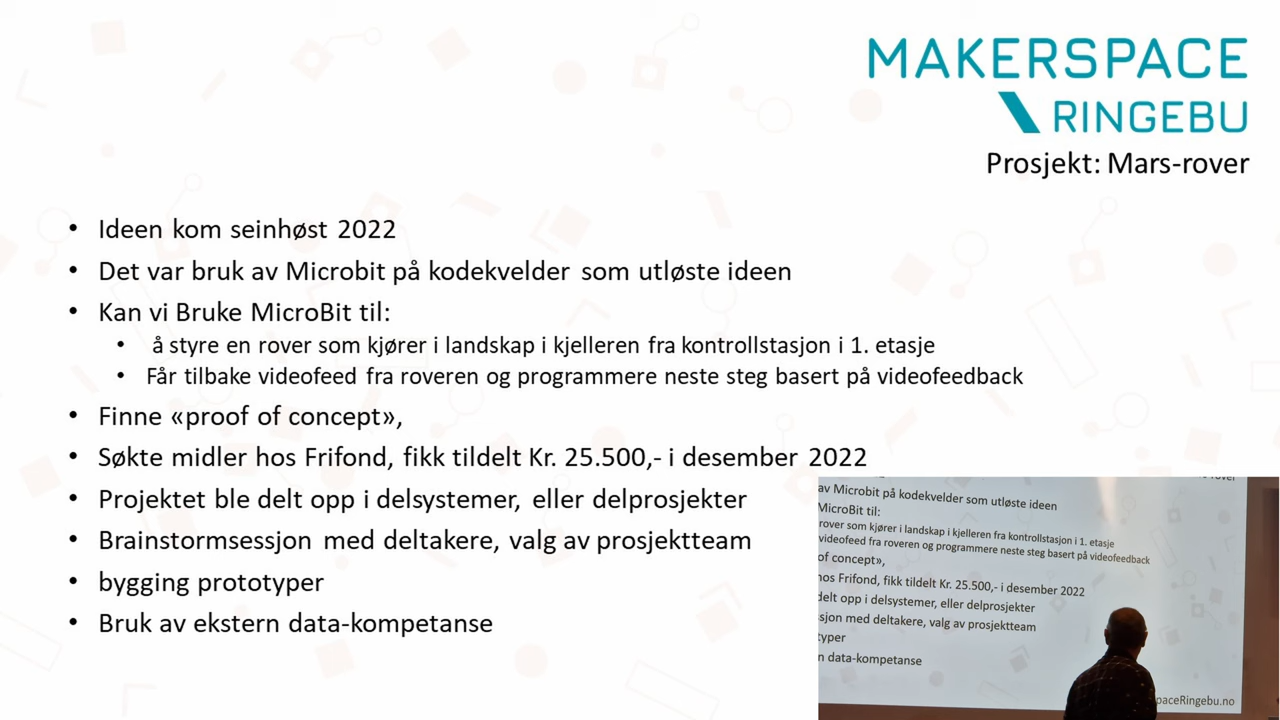 MAKERSPACE
RINGEBU
Prosjekt: Mars-rover
• Ideen kom seinhøst 2022
• Det var bruk av Microbit på kodekvelder som utløste ideen
• Kan vi Bruke MicroBit til:
• å styre en rover som kjører i landskap i kjelleren fra kontrollstasjon i 1. etasje
• Får tilbake videofeed fra roveren og programmere neste steg basert på videofeedback
• Finne «proof of concept»,
• Søkte midler hos Frifond, fikk tildelt Kr. 25.500,- i desember 2022
• Projektet ble delt opp i delsystemer, eller delprosjekter
• Brainstormsessjon med deltakere, valg av prosjektteam
• bygging prototyper
• Bruk av ekstern data-kompetanse
rover
av Microbit på kodekvelder som utløste ideen
MicroBit til:
rover som kjører i landskap i kjelleren fra kontrollstasjon i 1. etasje
videofeed fra roveren og programmere neste steg basert på videofeedback
of concept»,
hos Frifond, fikk tildelt Kr. 25.500,- i desember 2022
delt opp i delsystemer, eller delprosjekter
sjon med deltakere, valg av prosjektteam
typer
n data-kompetanse
paceRingebu.no